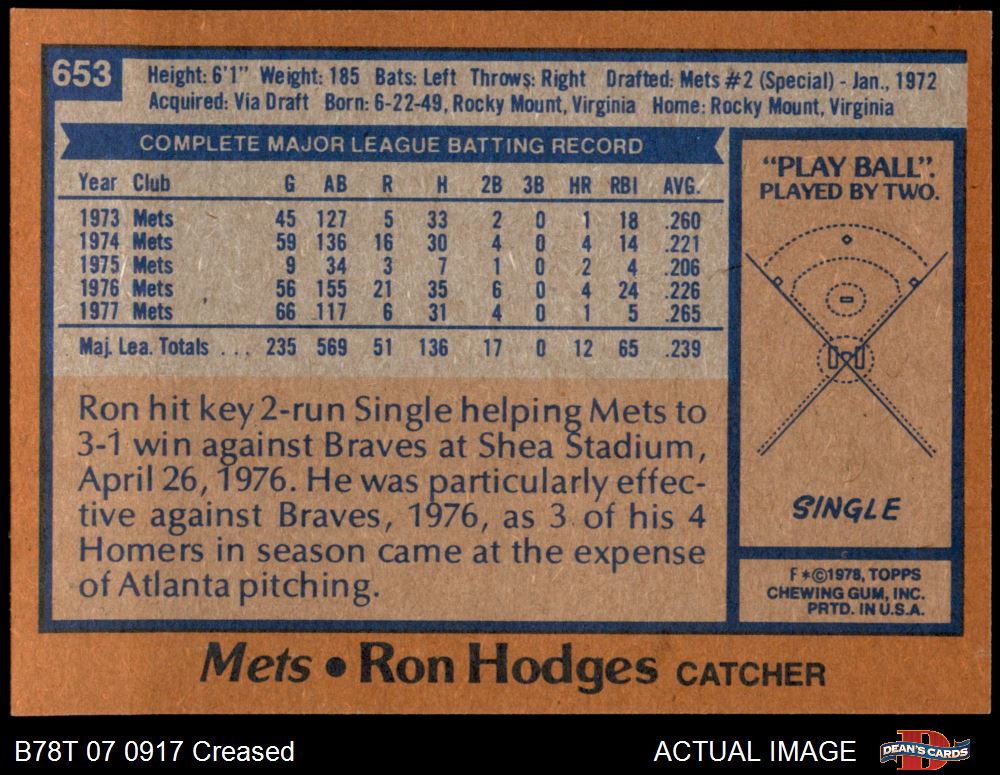 653
Height: 6'1" Weight: 185 Bats: Left Throws: Right Drafted: Mets #2 (Special) - Jan., 1972
Acquired: Via Draft Born: 6-22-49, Rocky Mount, Virginia Home: Rocky Mount, Virginia
COMPLETE MAJOR LEAGUE BATTING RECORD
Year Club G AB R H 2B 3B HR RBI AVG.
1973 Mets 45 127 5 33 2 0 1 18 .260
1974 Mets 59 136 16 30 4 0 4 14 .221
1975 Mets 9 34 3 7 1 0 2 4 .206
1976 Mets 56 155 21 35 6 0 4 24 .226
1977 Mets 66 117 6 31 4 0 1 5 .265
Maj. Lea. Totals . . . 235 569 51 136 17 0 12 65 .239
Ron hit key 2-run Single helping Mets to
3-1 win against Braves at Shea Stadium,
April 26, 1976. He was particularly effec-
tive against Braves, 1976, as 3 of his 4
Homers in season came at the expense
of Atlanta pitching.
"PLAY BALL".
PLAYED BY TWO.
SINGLE
F * © 1978, TOPPS
CHEWING GUM, INC.
PRTD. IN U.S.A.
Mets • Ron Hodges CATCHER
B78T 07 0917 Creased
ACTUAL IMAGE
DEAN'S CARDS